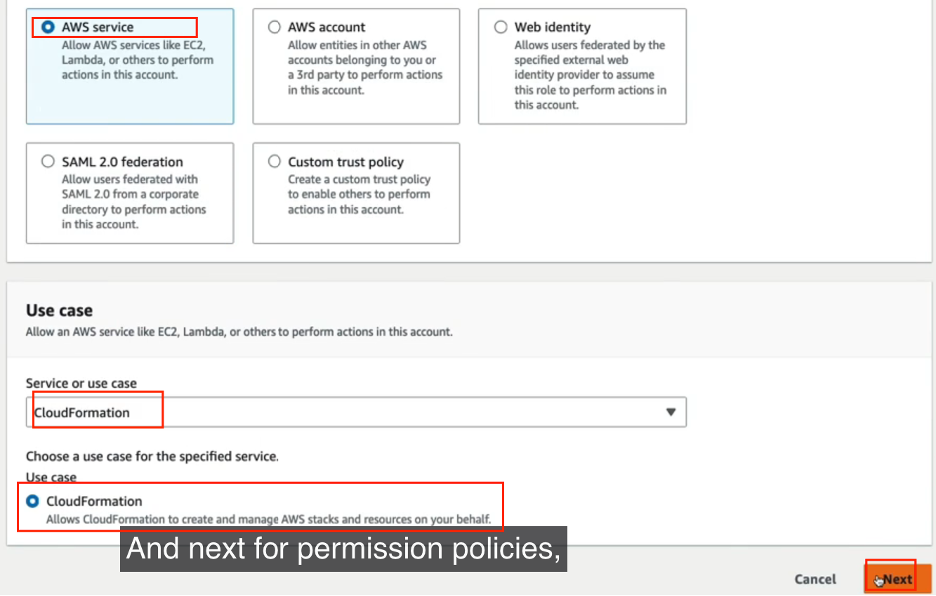 AWS service
Allow AWS services like EC2,
Lambda, or others to perform
actions in this account.
AWS account
Allow entities in other AWS
accounts belonging to you or
a 3rd party to perform actions
in this account.
Web identity
Allows users federated by the
specified external web
identity provider to assume
this role to perform actions in
this account.
SAML 2.0 federation
Allow users federated with
SAML 2.0 from a corporate
directory to perform actions
in this account.
Custom trust policy
Create a custom trust policy
to enable others to perform
actions in this account.
Use case
Allow an AWS service like EC2, Lambda, or others to perform actions in this account.
Service or use case
CloudFormation
Choose a use case for the specified service.
Use case
CloudFormation
Allows CloudFormation to create and manage AWS stacks and resources on your behalf.
And next for permission policies,
Cancel
Next